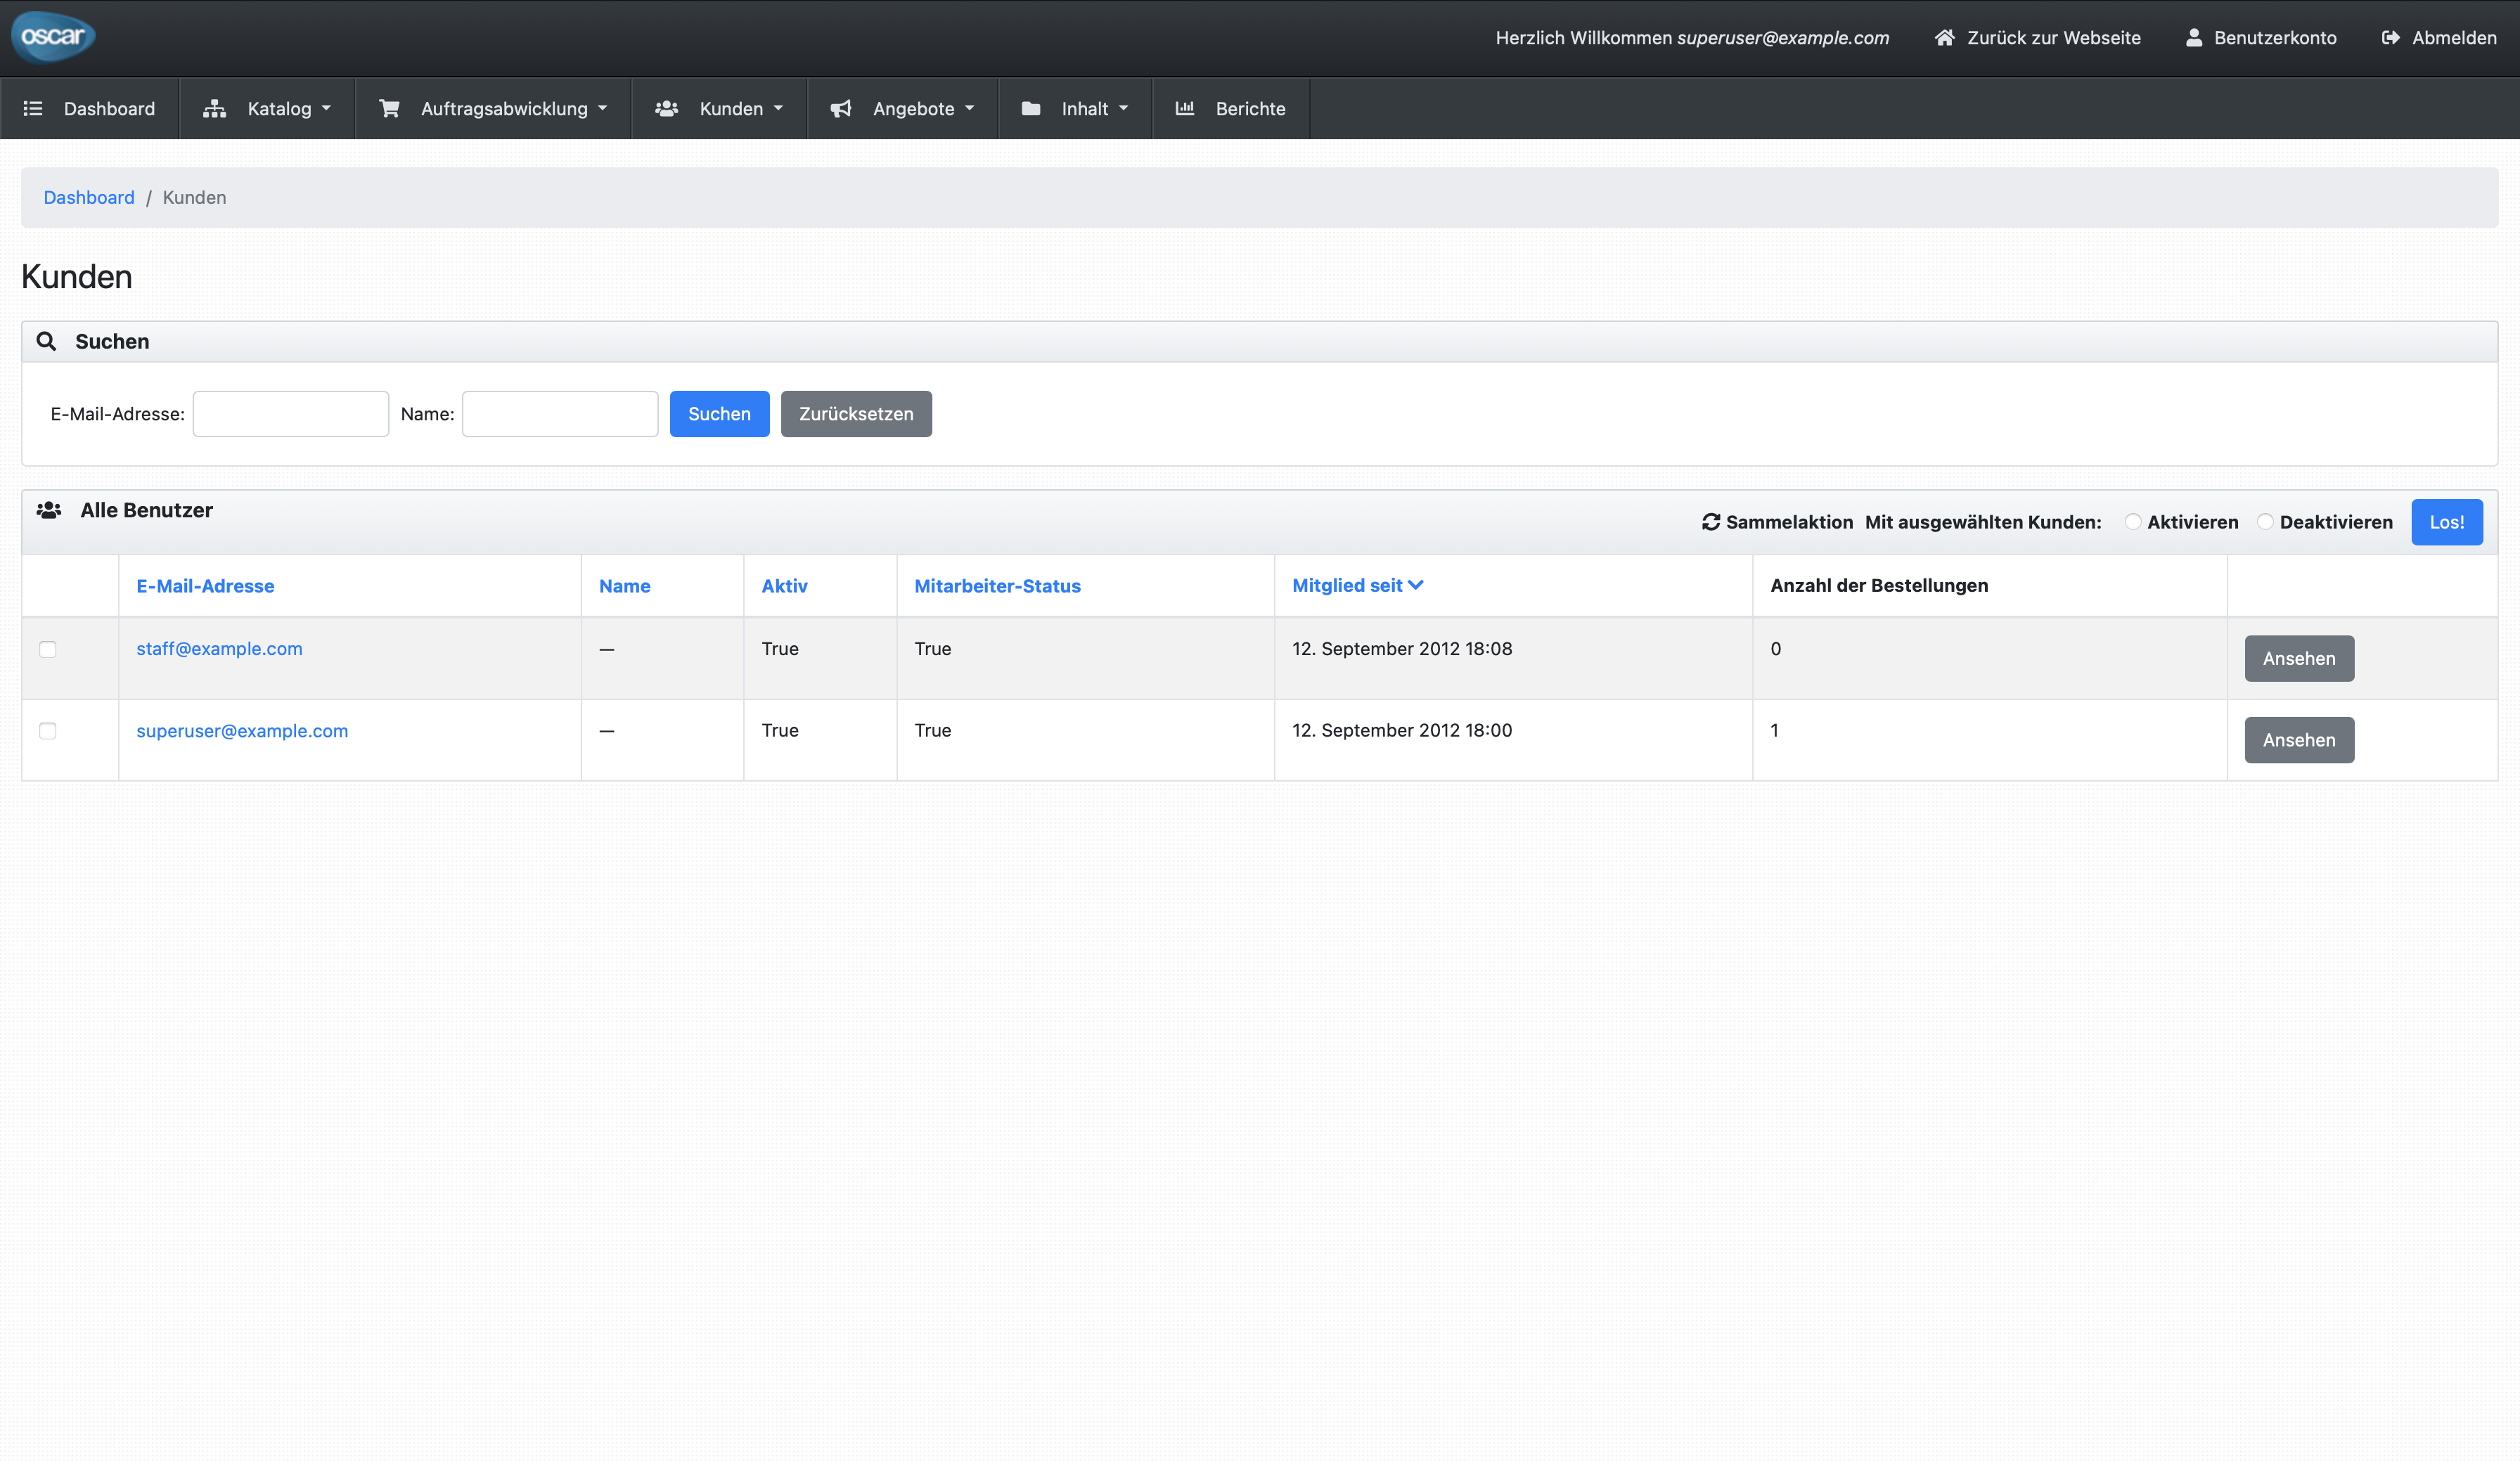 oscar
Herzlich Willkommen superuser@example.com Zurück zur Webseite Benutzerkonto Abmelden
Dashboard Katalog Auftragsabwicklung Kunden Angebote Inhalt Berichte
Dashboard / Kunden
Kunden
Suchen
E-Mail-Adresse: Name: Suchen Zurücksetzen
Alle Benutzer
Sammelaktion Mit ausgewählten Kunden: Aktivieren Deaktivieren Los!
E-Mail-Adresse Name Aktiv Mitarbeiter-Status Mitglied seit Anzahl der Bestellungen
staff@example.com — True True 12. September 2012 18:08 0 Ansehen
superuser@example.com — True True 12. September 2012 18:00 1 Ansehen